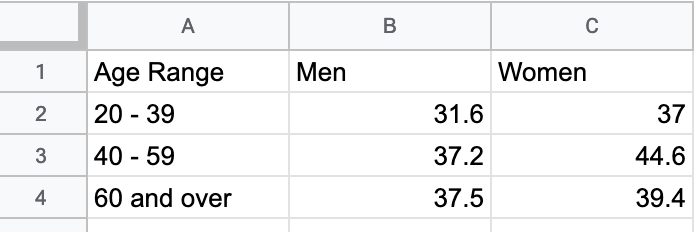 A B C
1 Age Range Men Women
2 20 - 39 31.6 37
3 40 - 59 37.2 44.6
4 60 and over 37.5 39.4